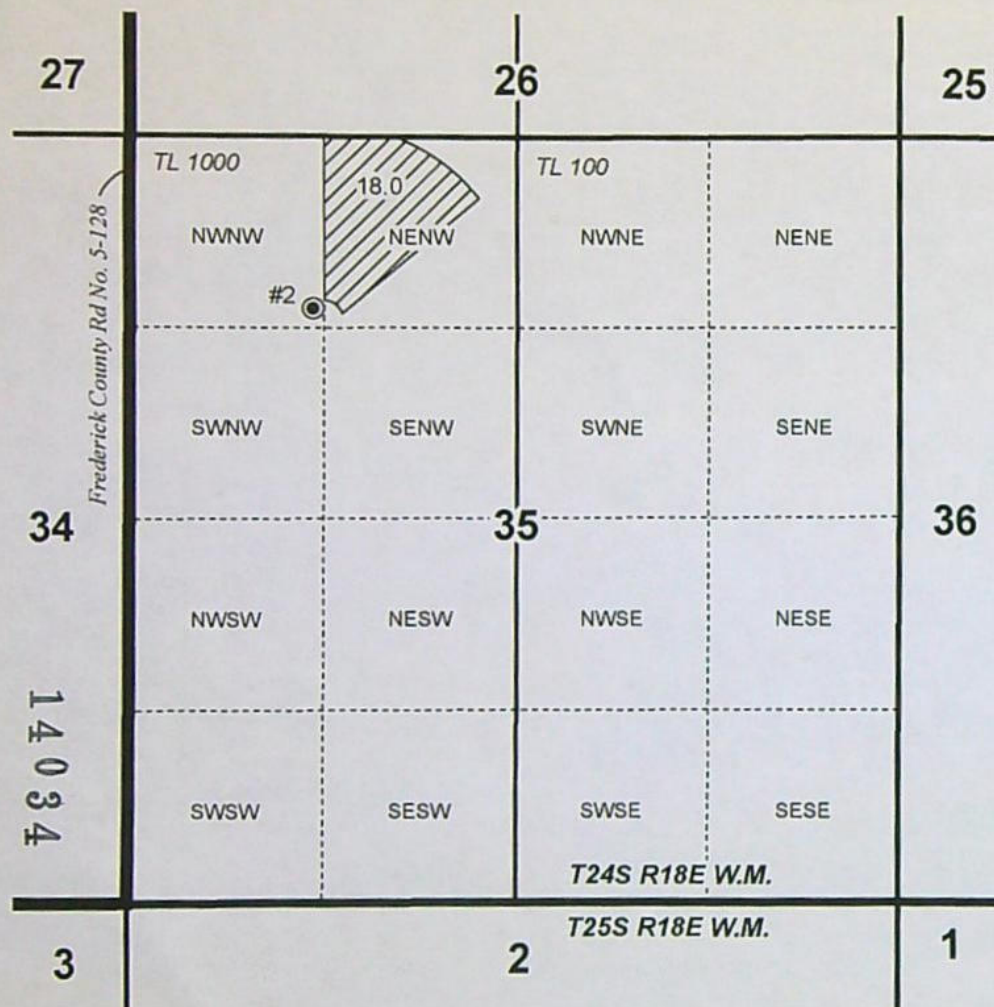 27
26
25
TL 1000
18.0
TL 100
NWNW
NENW
NWNE
NENE
#2
Frederick County Rd No. 5-128
SWNW
SENW
SWNE
SENE
34
35
36
NWSW
NESW
NWSE
NESE
14034
SWSW
SESW
SWSE
SESE
T24S R18E W.M.
T25S R18E W.M.
3
2
1